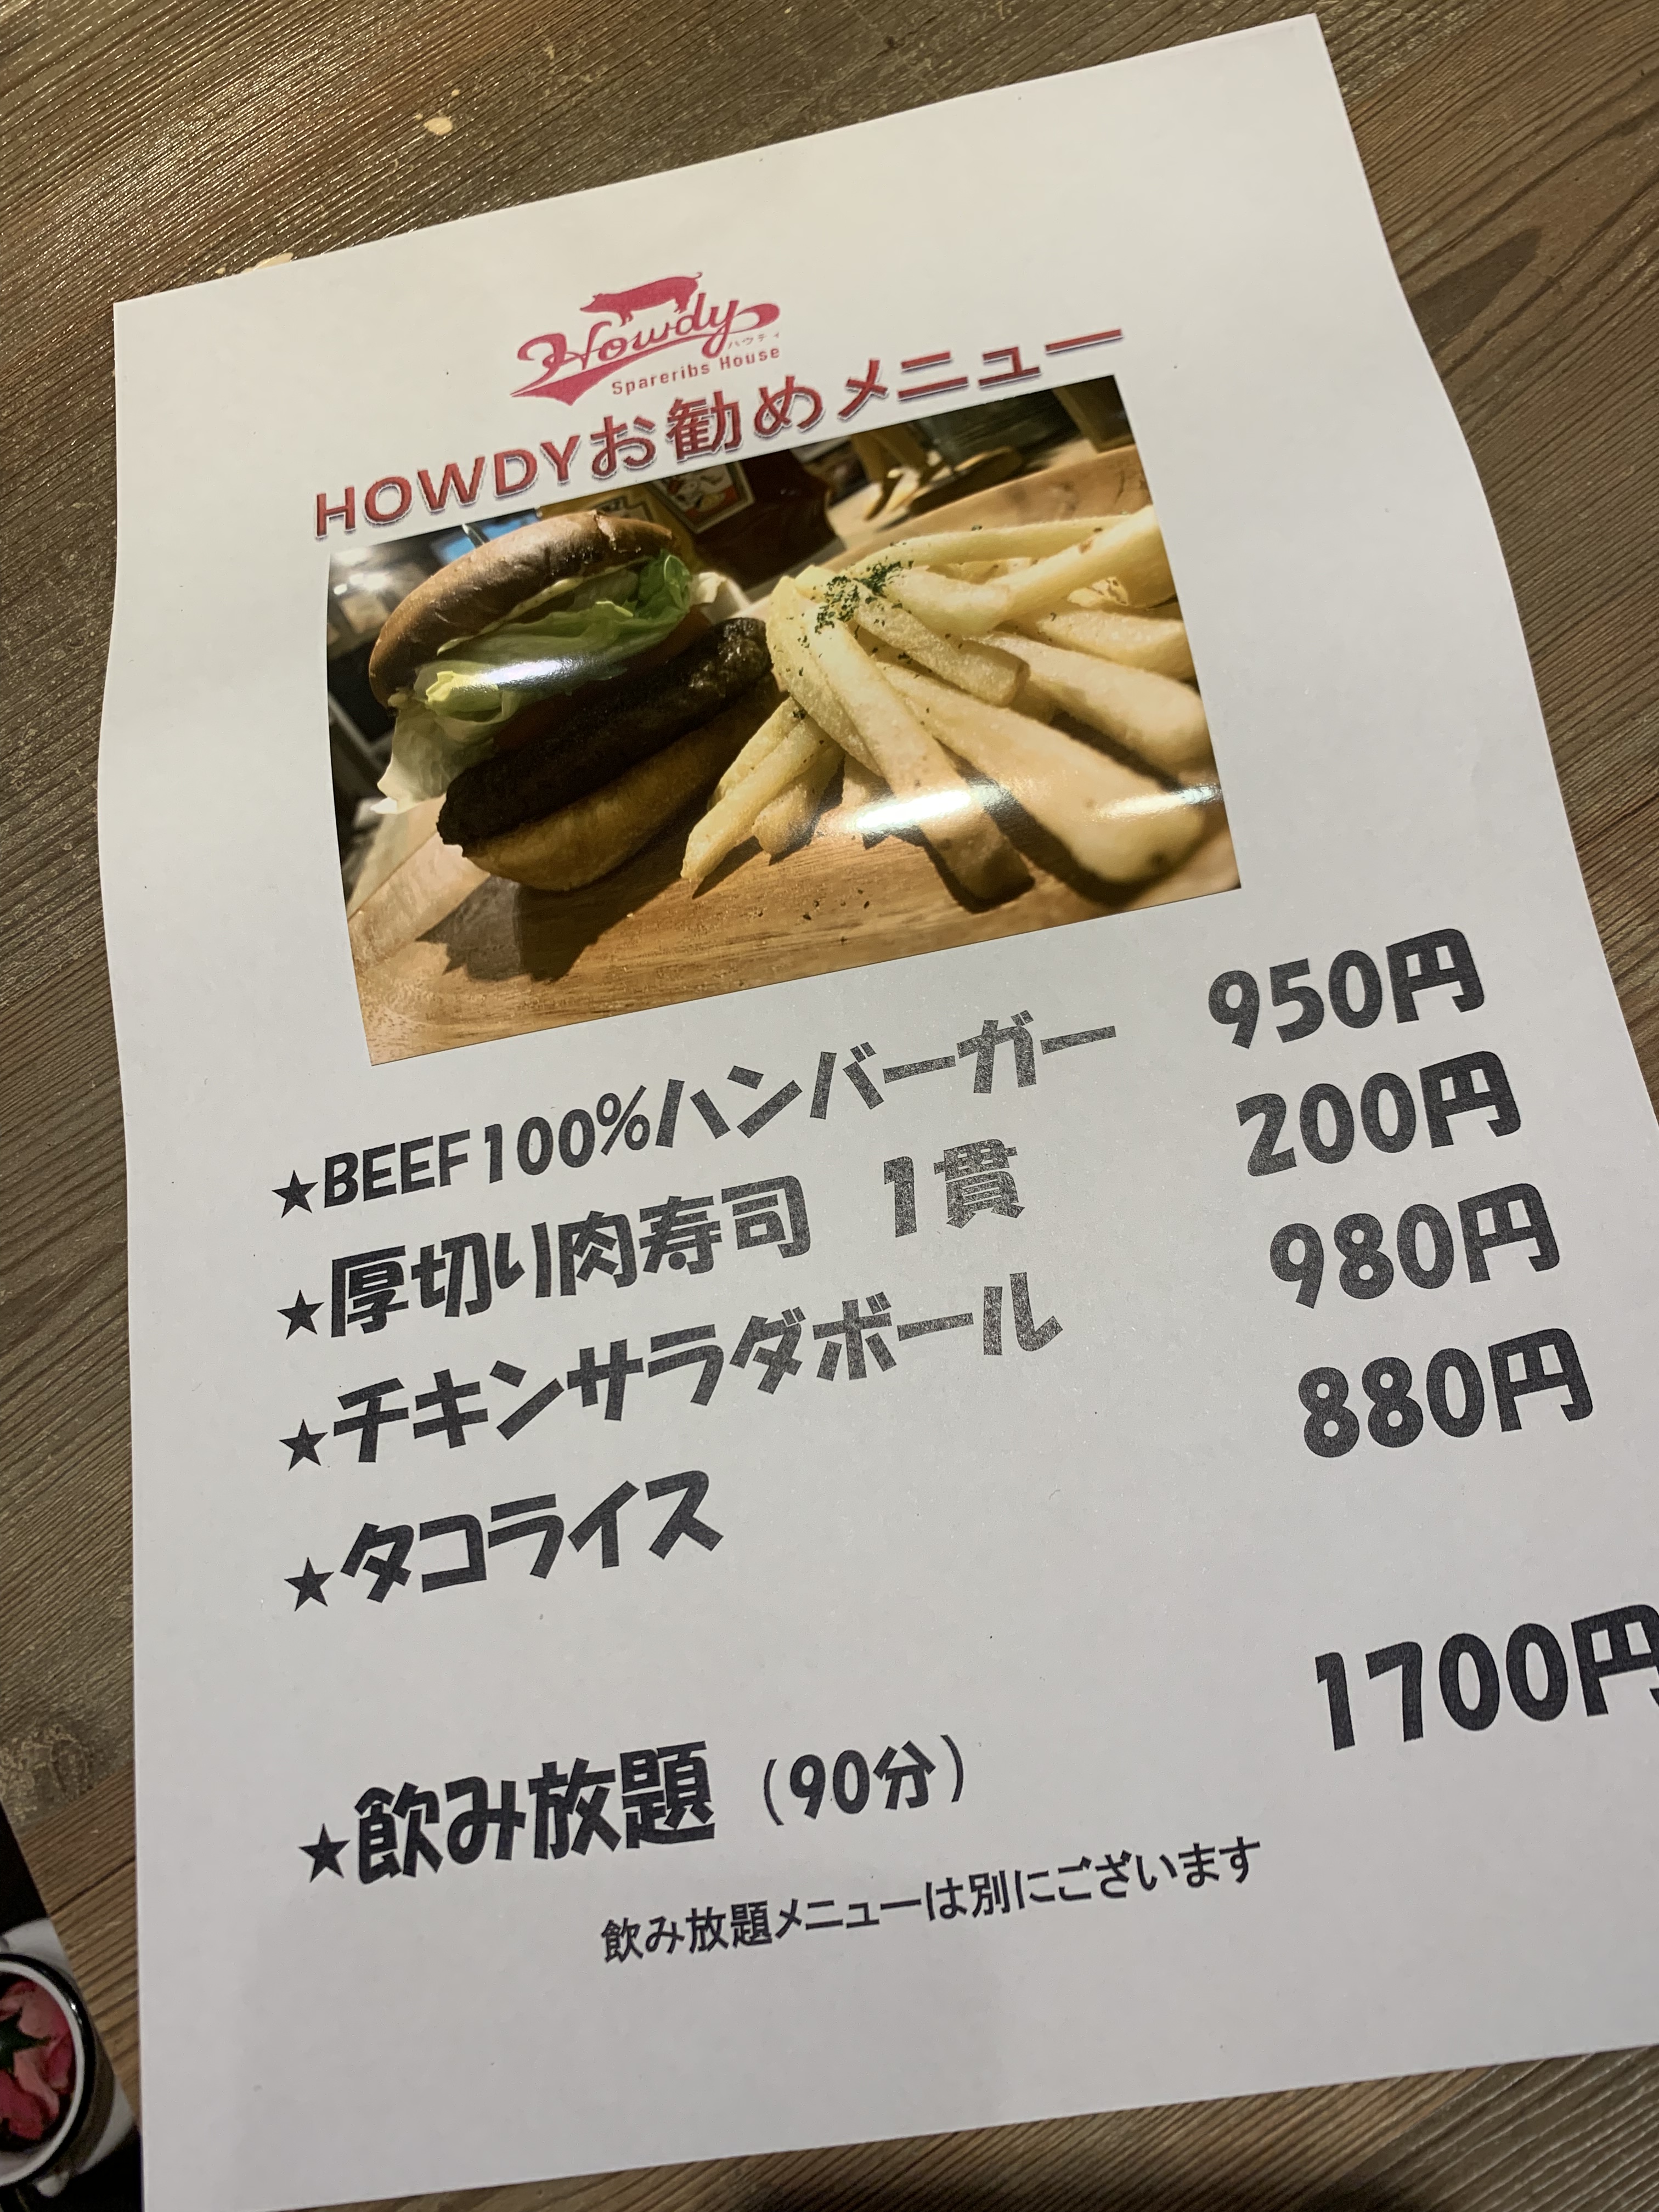 Howdy
ハウディ
Spareribs House
HOWDYお勧めメニュー
★BEEF100%ハンバーガー 950円
★厚切り肉寿司 1貫 200円
★チキンサラダボール 980円
★タコライス 880円
★飲み放題（90分） 1700円
飲み放題メニューは別にございます